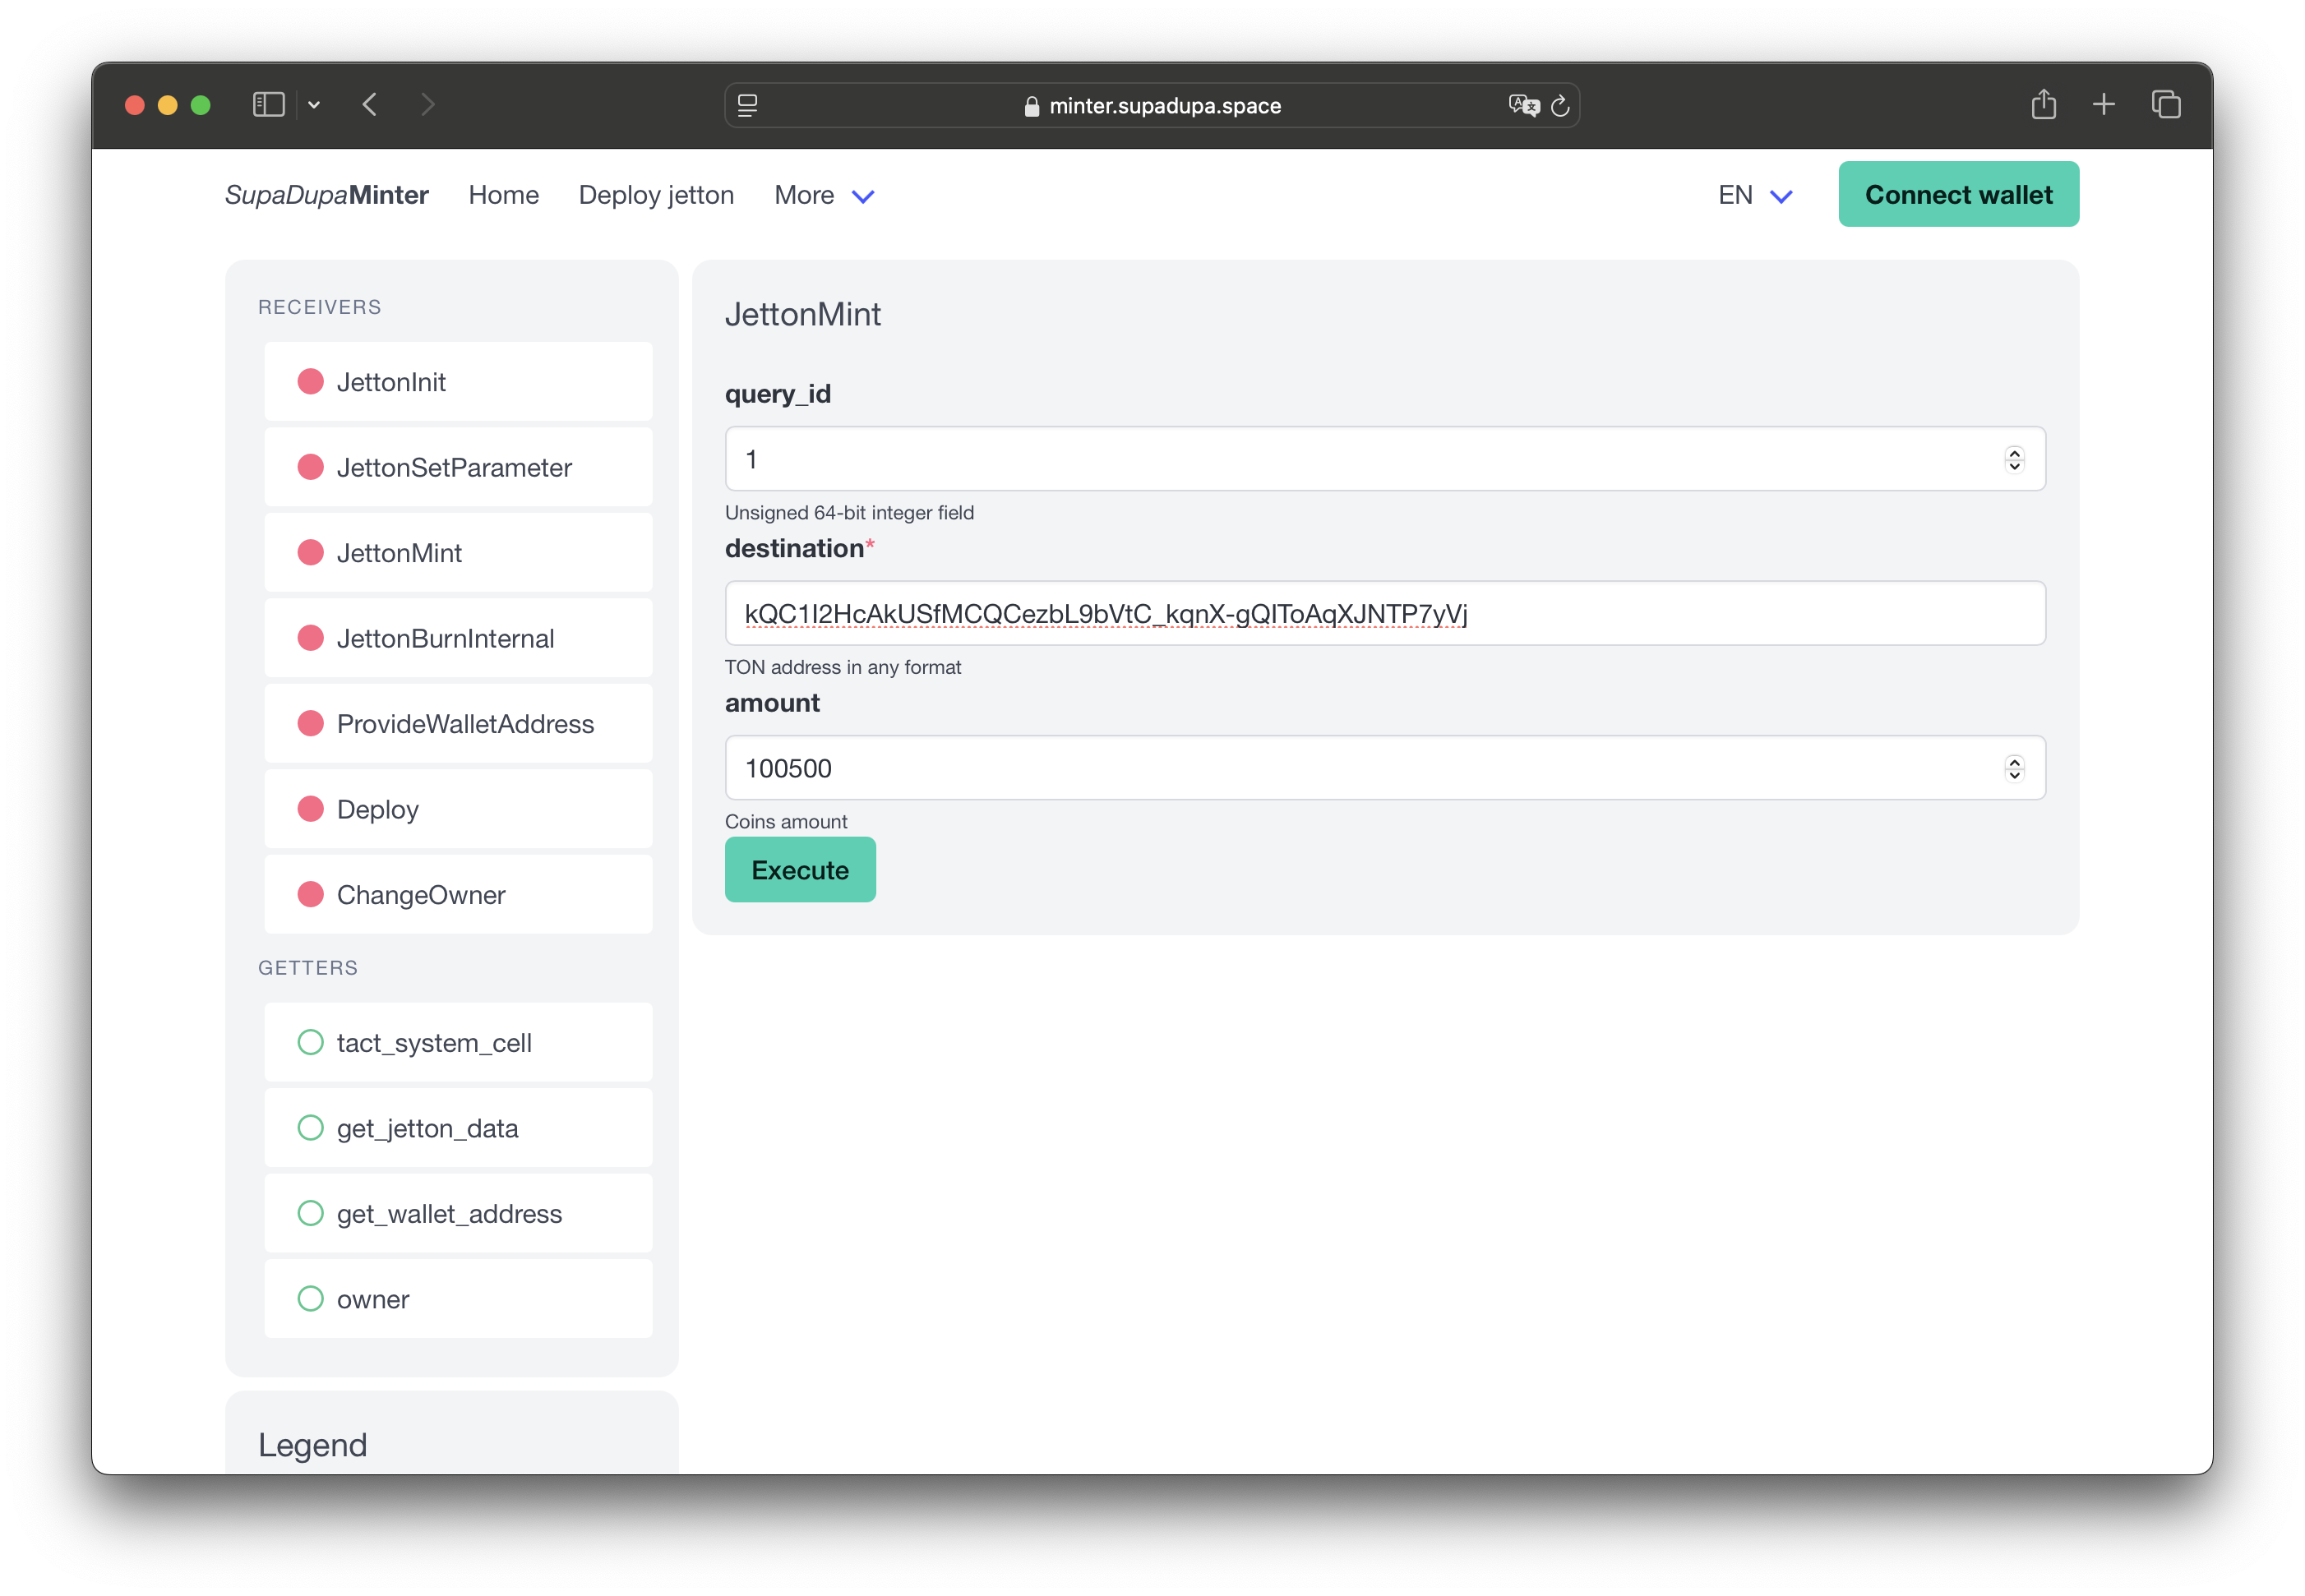 minter.supadupa.space
SupaDupaMinter Home Deploy jetton More EN Connect wallet
RECEIVERS
JettonInit
JettonSetParameter
JettonMint
JettonBurnInternal
ProvideWalletAddress
Deploy
ChangeOwner
GETTERS
tact_system_cell
get_jetton_data
get_wallet_address
owner
Legend
JettonMint
query_id
1
Unsigned 64-bit integer field
destination*
kQC1I2HcAkUSfMCQCezbL9bVtC_kqnX-gQIToAqXJNTP7yVj
TON address in any format
amount
100500
Coins amount
Execute